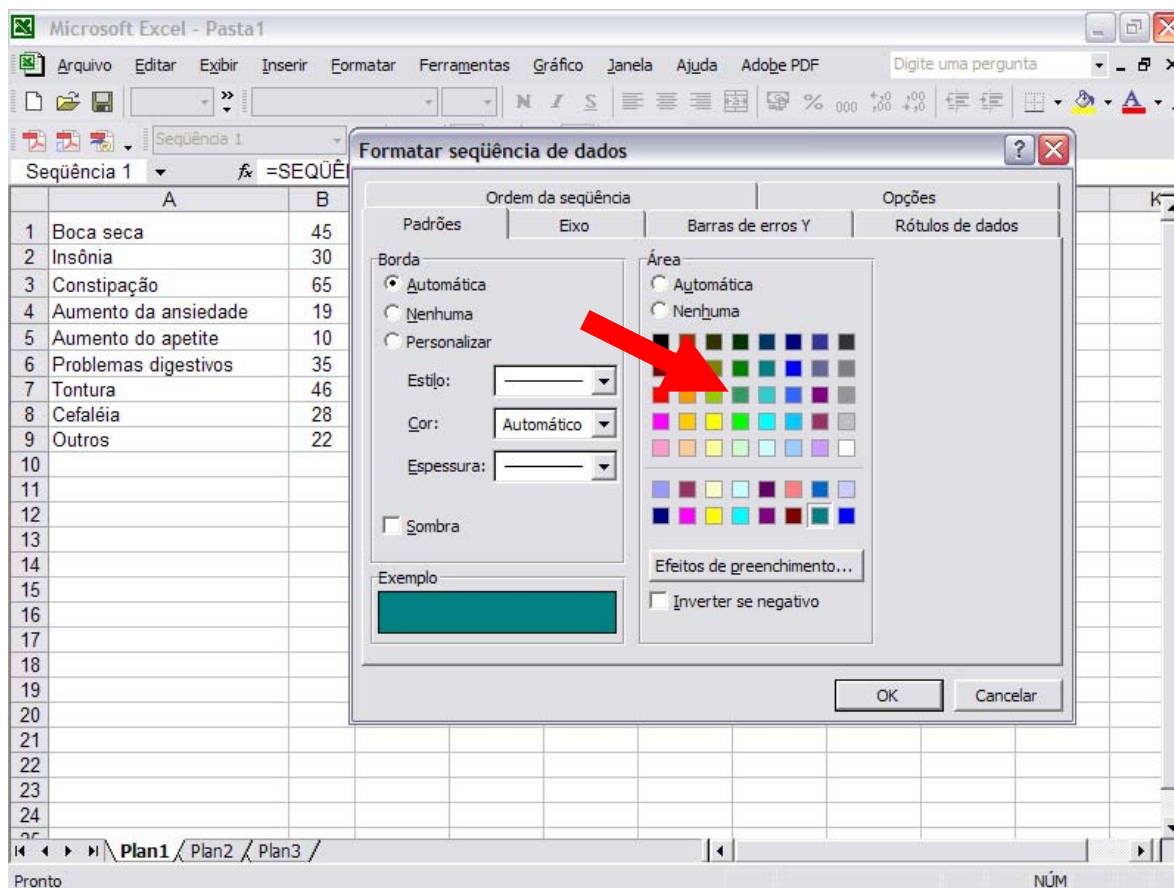 Microsoft Excel - Pasta1
Arquivo Editar Exibir Inserir Formatar Ferramentas Gráfico Janela Ajuda Adobe PDF Digite uma pergunta
N I S % 000
Seqüência 1
Seqüência 1 fx =SEQÜÊ
A B K
1 Boca seca 45
2 Insônia 30
3 Constipação 65
4 Aumento da ansiedade 19
5 Aumento do apetite 10
6 Problemas digestivos 35
7 Tontura 46
8 Cefaléia 28
9 Outros 22
10
11
12
13
14
15
16
17
18
19
20
21
22
23
24
25
Formatar seqüência de dados
Ordem da seqüência Opções
Padrões Eixo Barras de erros Y Rótulos de dados
Borda
Automática
Nenhuma
Personalizar
Estilo:
Cor: Automático
Espessura:
Sombra
Exemplo
Área
Automática
Nenhuma
Efeitos de preenchimento...
Inverter se negativo
OK Cancelar
Plan1 Plan2 Plan3
Pronto NÚM